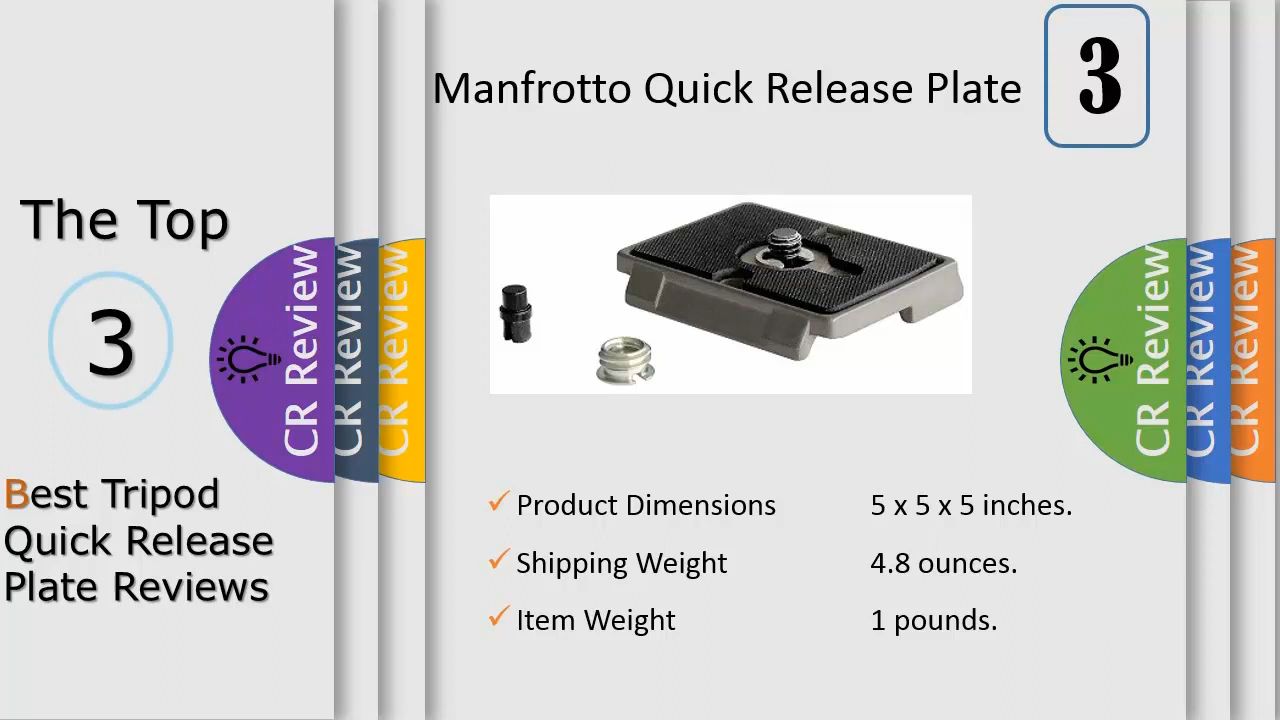 Manfrotto Quick Release Plate
3
The Top
3
Best Tripod
Quick Release
Plate Reviews
CR Review
CR Review
CR Review
CR Review
CR Review
CR Review
✓ Product Dimensions 5 x 5 x 5 inches.
✓ Shipping Weight 4.8 ounces.
✓ Item Weight 1 pounds.